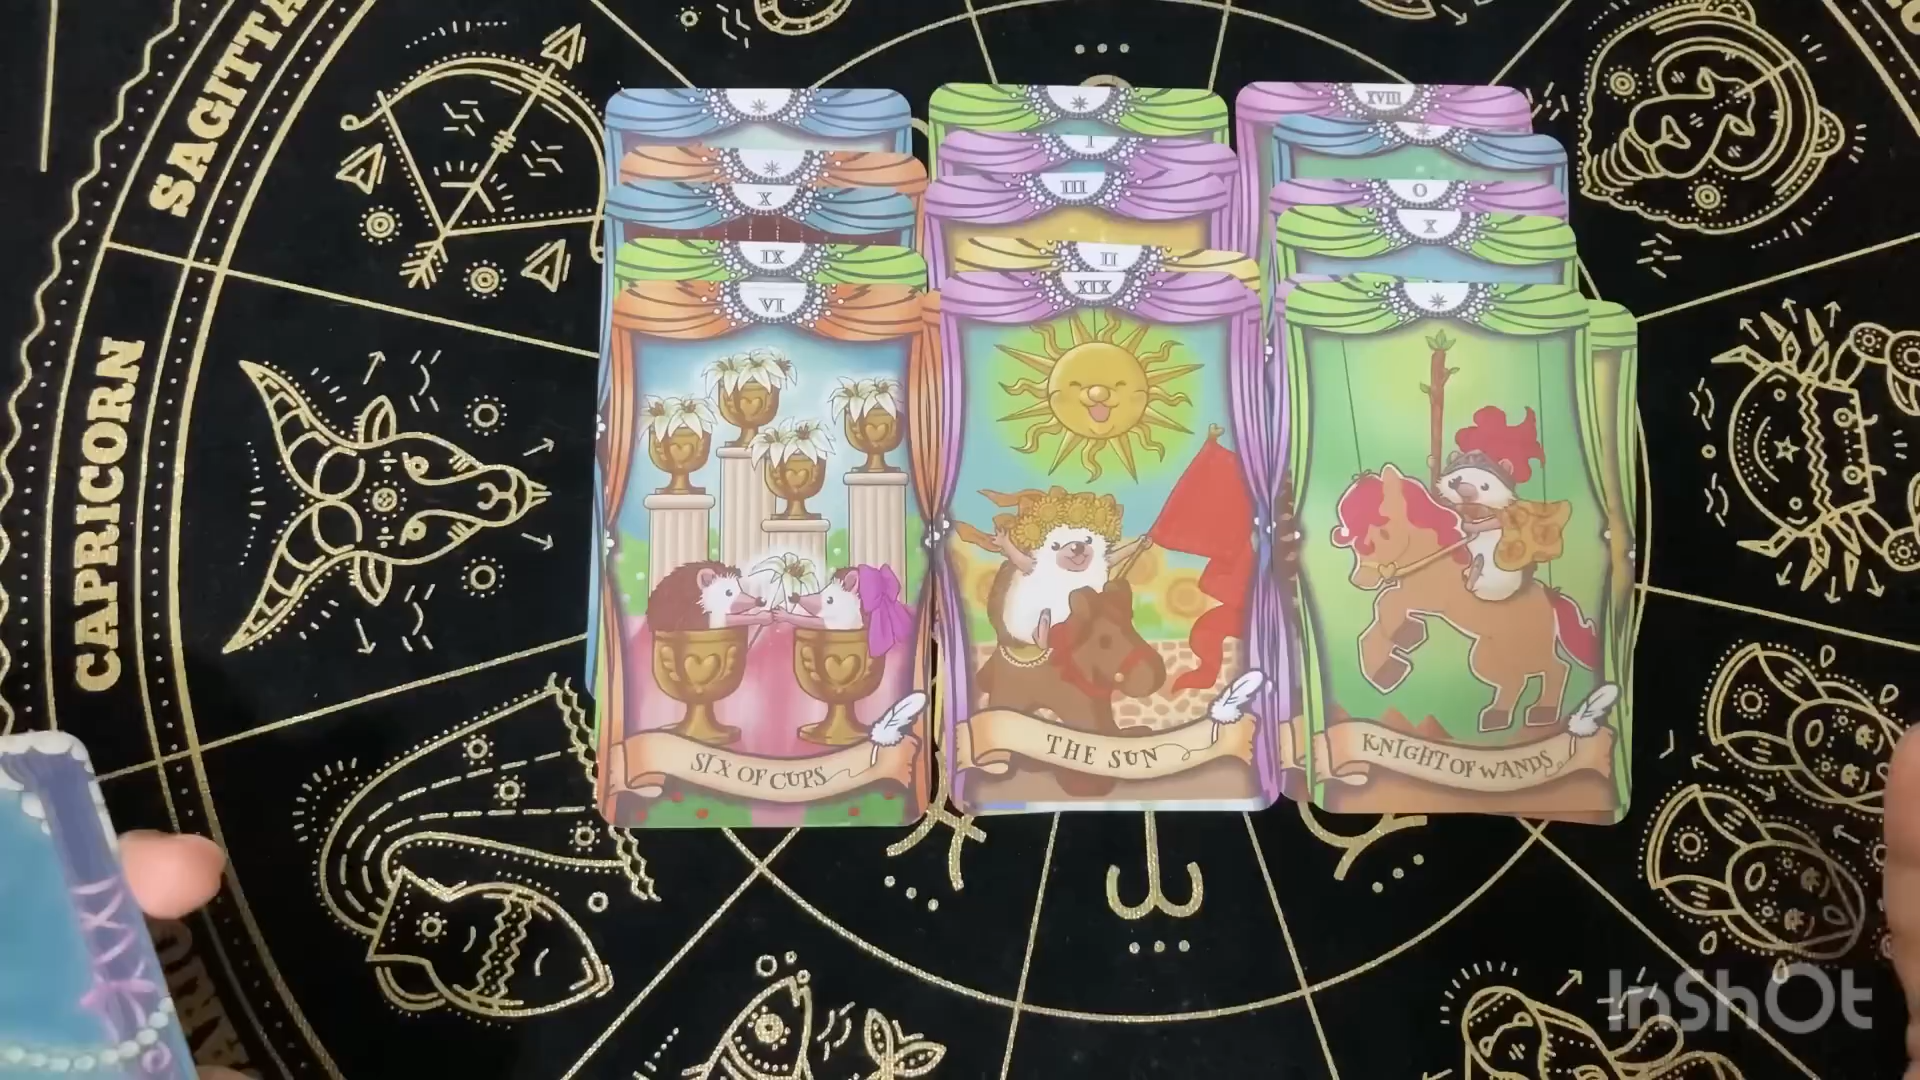 SAGITTA
CAPRICORN
X
IX
VI
I
III
II
XIX
XVIII
O
X
SIX OF CUPS
THE SUN
KNIGHT OF WANDS
InShOt